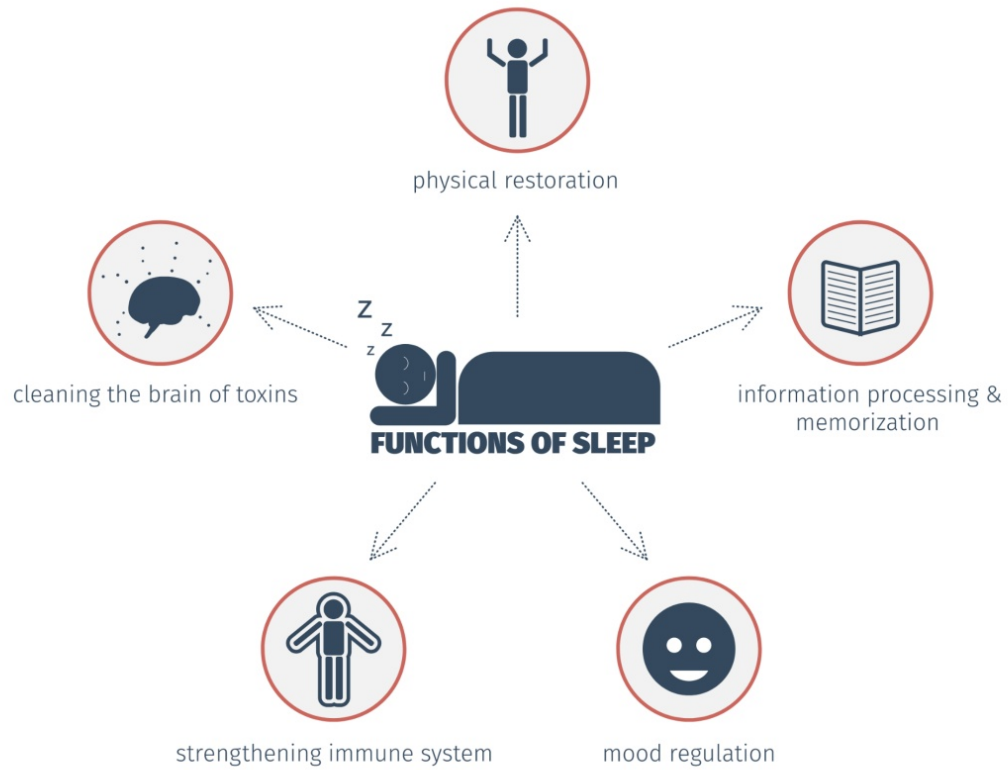 physical restoration
cleaning the brain of toxins
Z
Z
z
information processing &
memorization
FUNCTIONS OF SLEEP
strengthening immune system
mood regulation